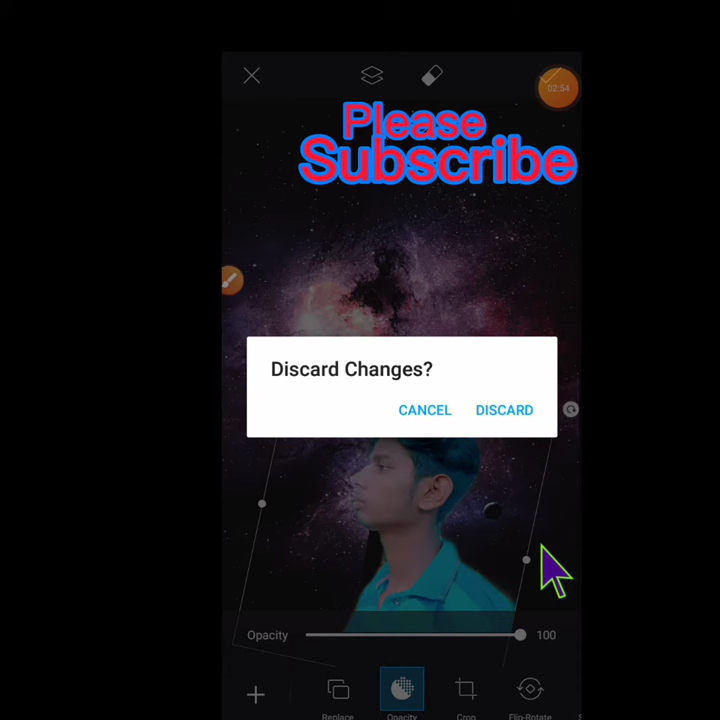 02:54
Please
Subscribe
Discard Changes?
CANCEL DISCARD
Opacity 100
Replace Opacity Crop Flip-Rotate